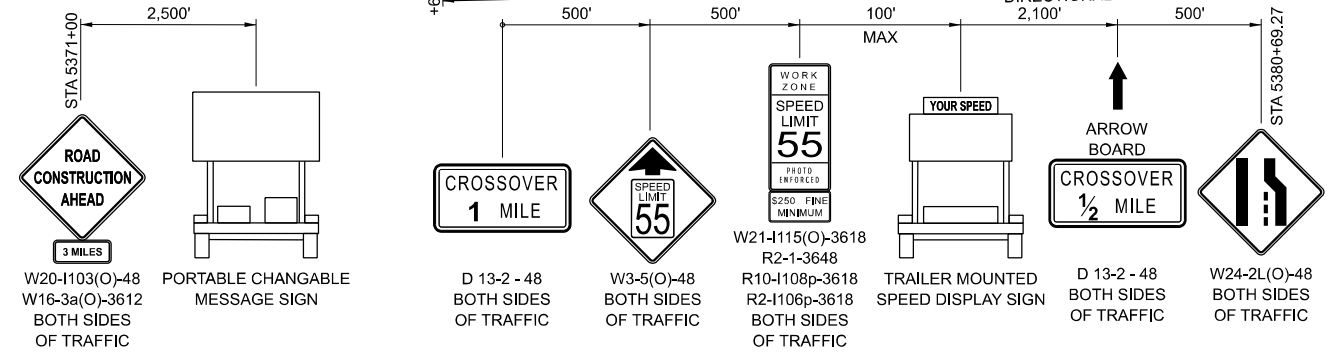 DIRECTIONAL
+6
2,500'
500'
500'
100'
MAX
2,100'
500'
STA 5371+00
STA 5380+69.27
ROAD
CONSTRUCTION
AHEAD
3 MILES
W20-I103(O)-48
W16-3a(O)-3612
BOTH SIDES
OF TRAFFIC
PORTABLE CHANGABLE
MESSAGE SIGN
CROSSOVER
1 MILE
D 13-2 - 48
BOTH SIDES
OF TRAFFIC
SPEED
LIMIT
55
W3-5(O)-48
BOTH SIDES
OF TRAFFIC
WORK
ZONE
SPEED
LIMIT
55
PHOTO
ENFORCED
$250 FINE
MINIMUM
W21-I115(O)-3618
R2-1-3648
R10-I108p-3618
R2-I106p-3618
BOTH SIDES
OF TRAFFIC
YOUR SPEED
TRAILER MOUNTED
SPEED DISPLAY SIGN
ARROW
BOARD
CROSSOVER
1/2 MILE
D 13-2 - 48
BOTH SIDES
OF TRAFFIC
W24-2L(O)-48
BOTH SIDES
OF TRAFFIC